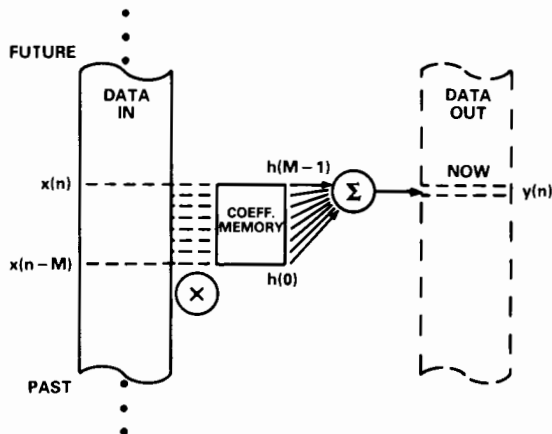 FUTURE
DATA
IN
DATA
OUT
x(n)
h(M−1)
NOW
Σ
y(n)
COEFF.
MEMORY
x(n−M)
×
h(0)
PAST